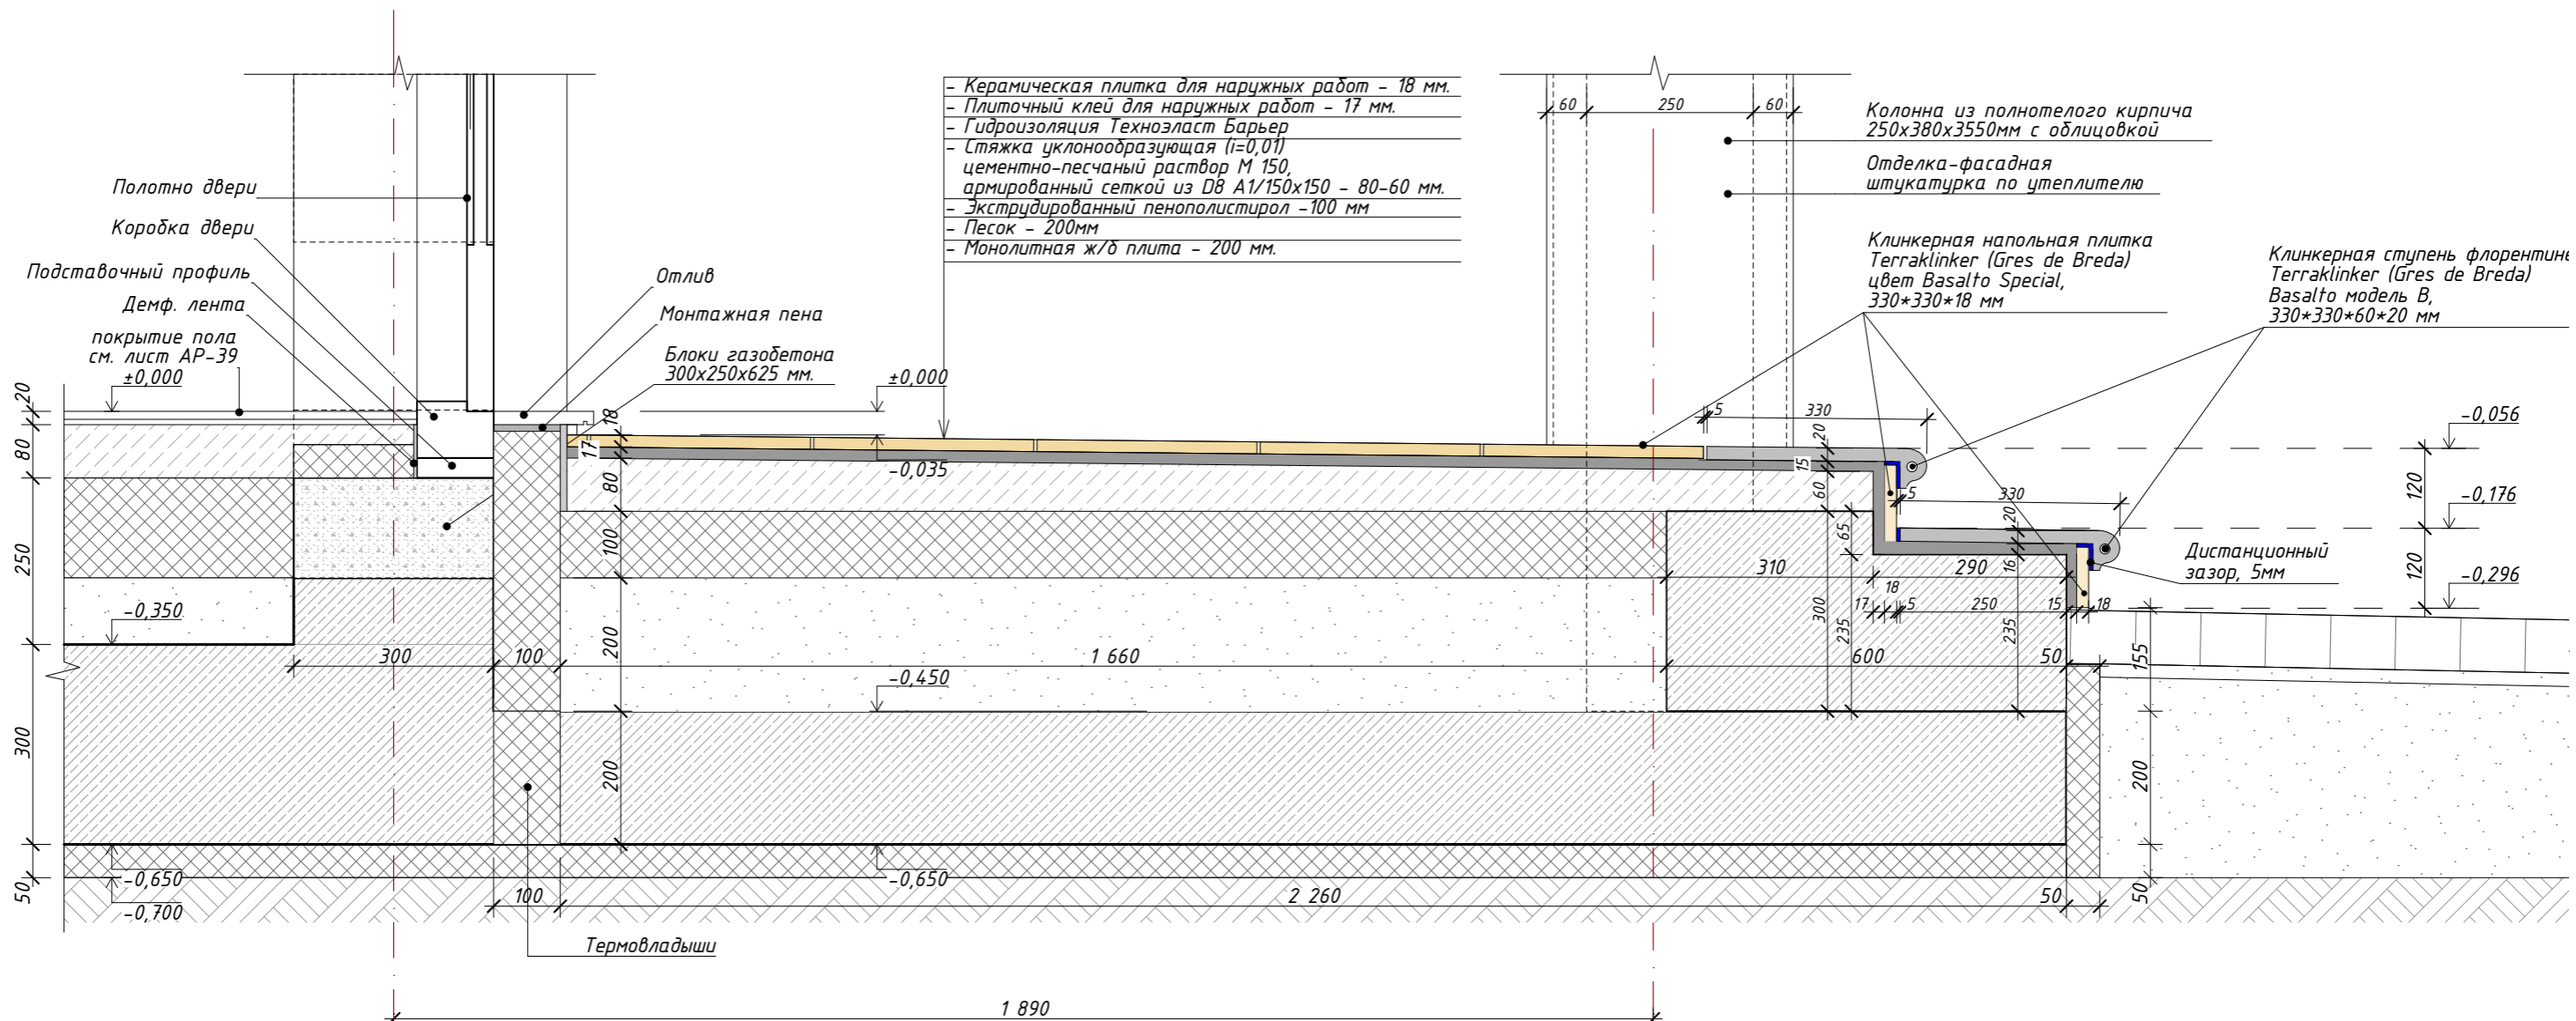 - Керамическая плитка для наружных работ - 18 мм.
- Плиточный клей для наружных работ - 17 мм.
- Гидроизоляция Техноэласт Барьер
- Стяжка уклонообразующая (i=0,01)
цементно-песчаный раствор М 150,
армированный сеткой из D8 А1/150х150 - 80-60 мм.
- Экструдированный пенополистирол -100 мм
- Песок - 200мм
- Монолитная ж/б плита - 200 мм.
60
250
60
Колонна из полнотелого кирпича
250х380х3550мм с облицовкой
Отделка-фасадная
штукатурка по утеплителю
Полотно двери
Коробка двери
Подставочный профиль
Демф. лента
покрытие пола
см. лист АР-39
±0,000
Отлив
Монтажная пена
Блоки газобетона
300х250х625 мм.
±0,000
Клинкерная напольная плитка
Terraklinker (Gres de Breda)
цвет Basalto Special,
330*330*18 мм
Клинкерная ступень флорентине
Terraklinker (Gres de Breda)
Basalto модель В,
330*330*60*20 мм
20
80
250
300
50
18
17
80
100
200
200
-0,035
5
330
20
15
60
65
300
235
5
330
20
16
235
-0,056
120
-0,176
120
-0,296
Дистанционный
зазор, 5мм
310
290
18
17
5
250
15
18
-0,350
300
100
1 660
600
50
-0,450
155
200
50
-0,650
-0,700
-0,650
100
2 260
50
Термовладыши
1 890